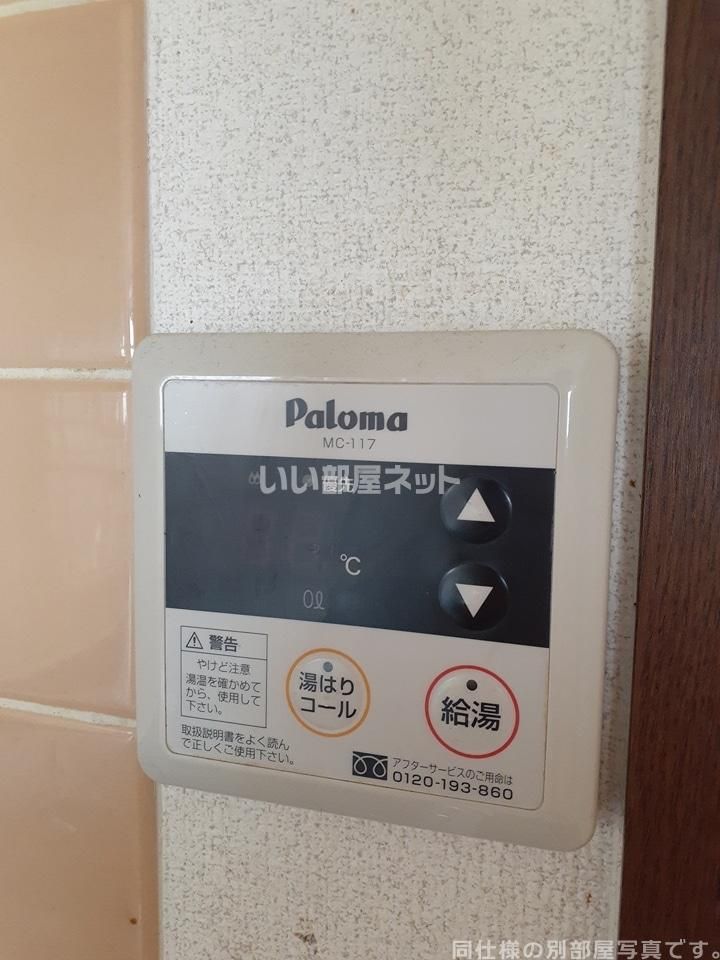 Paloma
MC-117
いい部屋ネット
優先
℃
0ℓ
警告
やけど注意
湯温を確かめて
から、使用して
下さい。
取扱説明書をよく読ん
で正しくご使用下さい。
湯はり
コール
給湯
アフターサービスのご用命は
0120-193-860
同仕様の別部屋写真です。